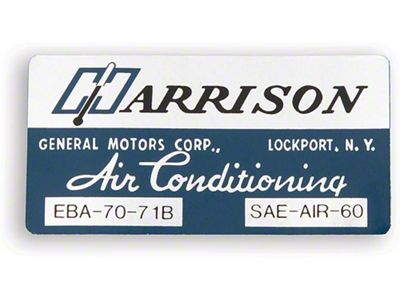 HARRISON
GENERAL MOTORS CORP., LOCKPORT, N. Y.
Air Conditioning
EBA-70-71B SAE-AIR-60